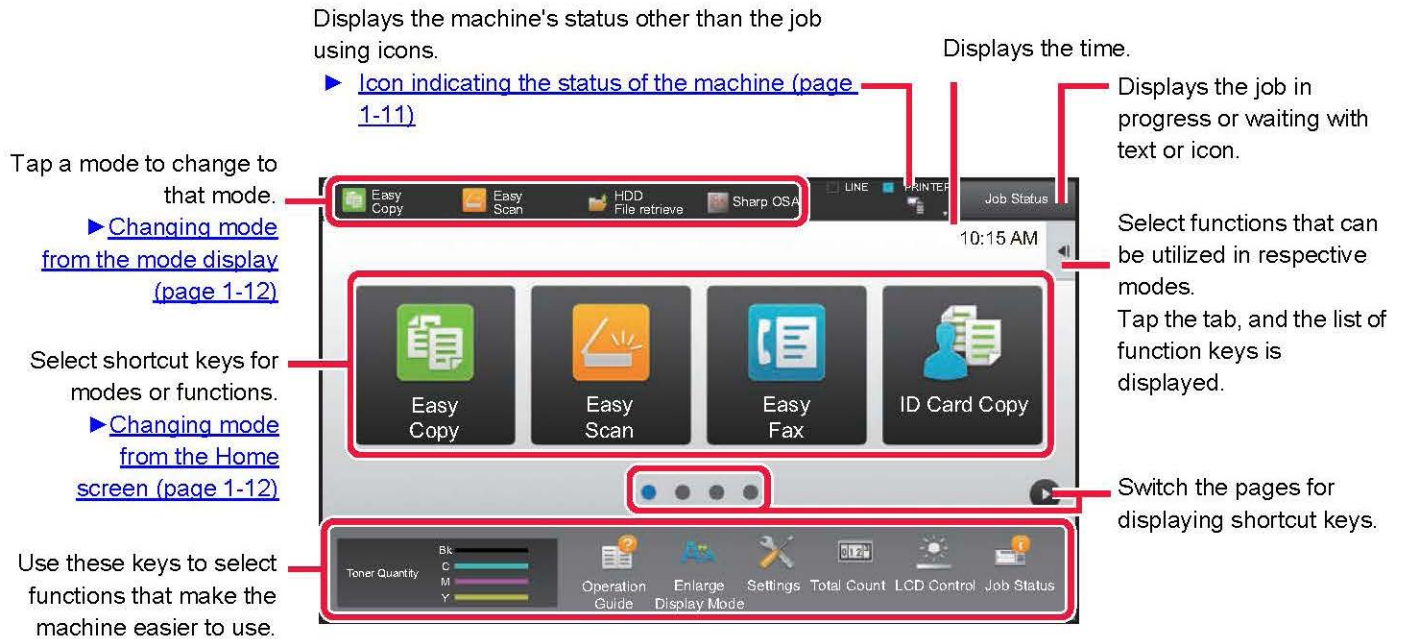 Displays the machine's status other than the job
using icons.
► Icon indicating the status of the machine (page
1-11)
Displays the time.
Displays the job in
progress or waiting with
text or icon.
Tap a mode to change to
that mode.
►Changing mode
from the mode display
(page 1-12)
Easy
Copy
Easy
Scan
HDD
File retrieve
Sharp OSA
LINE
PRINTER
Job Status
10:15 AM
Select functions that can
be utilized in respective
modes.
Tap the tab, and the list of
function keys is
displayed.
Select shortcut keys for
modes or functions.
►Changing mode
from the Home
screen (page 1-12)
Easy
Copy
Easy
Scan
Easy
Fax
ID Card Copy
Switch the pages for
displaying shortcut keys.
Use these keys to select
functions that make the
machine easier to use.
Toner Quantity
Bk
C
M
Y
Operation
Guide
Enlarge
Display Mode
Settings
Total Count
LCD Control
Job Status